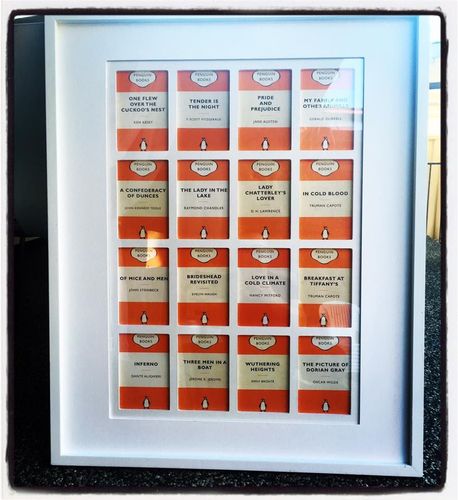 PENGUIN
BOOKS
ONE FLEW
OVER THE
CUCKOO'S NEST
KEN KESEY
PENGUIN
BOOKS
TENDER IS
THE NIGHT
F. SCOTT FITZGERALD
PENGUIN
BOOKS
PRIDE
AND
PREJUDICE
JANE AUSTEN
PENGUIN
BOOKS
MY FAMILY AND
OTHER ANIMALS
GERALD DURRELL
PENGUIN
BOOKS
A CONFEDERACY
OF DUNCES
JOHN KENNEDY TOOLE
PENGUIN
BOOKS
THE LADY IN THE
LAKE
RAYMOND CHANDLER
PENGUIN
BOOKS
LADY
CHATTERLEY'S
LOVER
D. H. LAWRENCE
PENGUIN
BOOKS
IN COLD BLOOD
TRUMAN CAPOTE
PENGUIN
BOOKS
OF MICE AND MEN
JOHN STEINBECK
PENGUIN
BOOKS
BRIDESHEAD
REVISITED
EVELYN WAUGH
PENGUIN
BOOKS
LOVE IN A
COLD CLIMATE
NANCY MITFORD
PENGUIN
BOOKS
BREAKFAST AT
TIFFANY'S
TRUMAN CAPOTE
PENGUIN
BOOKS
INFERNO
DANTE ALIGHIERI
PENGUIN
BOOKS
THREE MEN IN A
BOAT
JEROME K. JEROME
PENGUIN
BOOKS
WUTHERING
HEIGHTS
EMILY BRONTË
PENGUIN
BOOKS
THE PICTURE OF
DORIAN GRAY
OSCAR WILDE